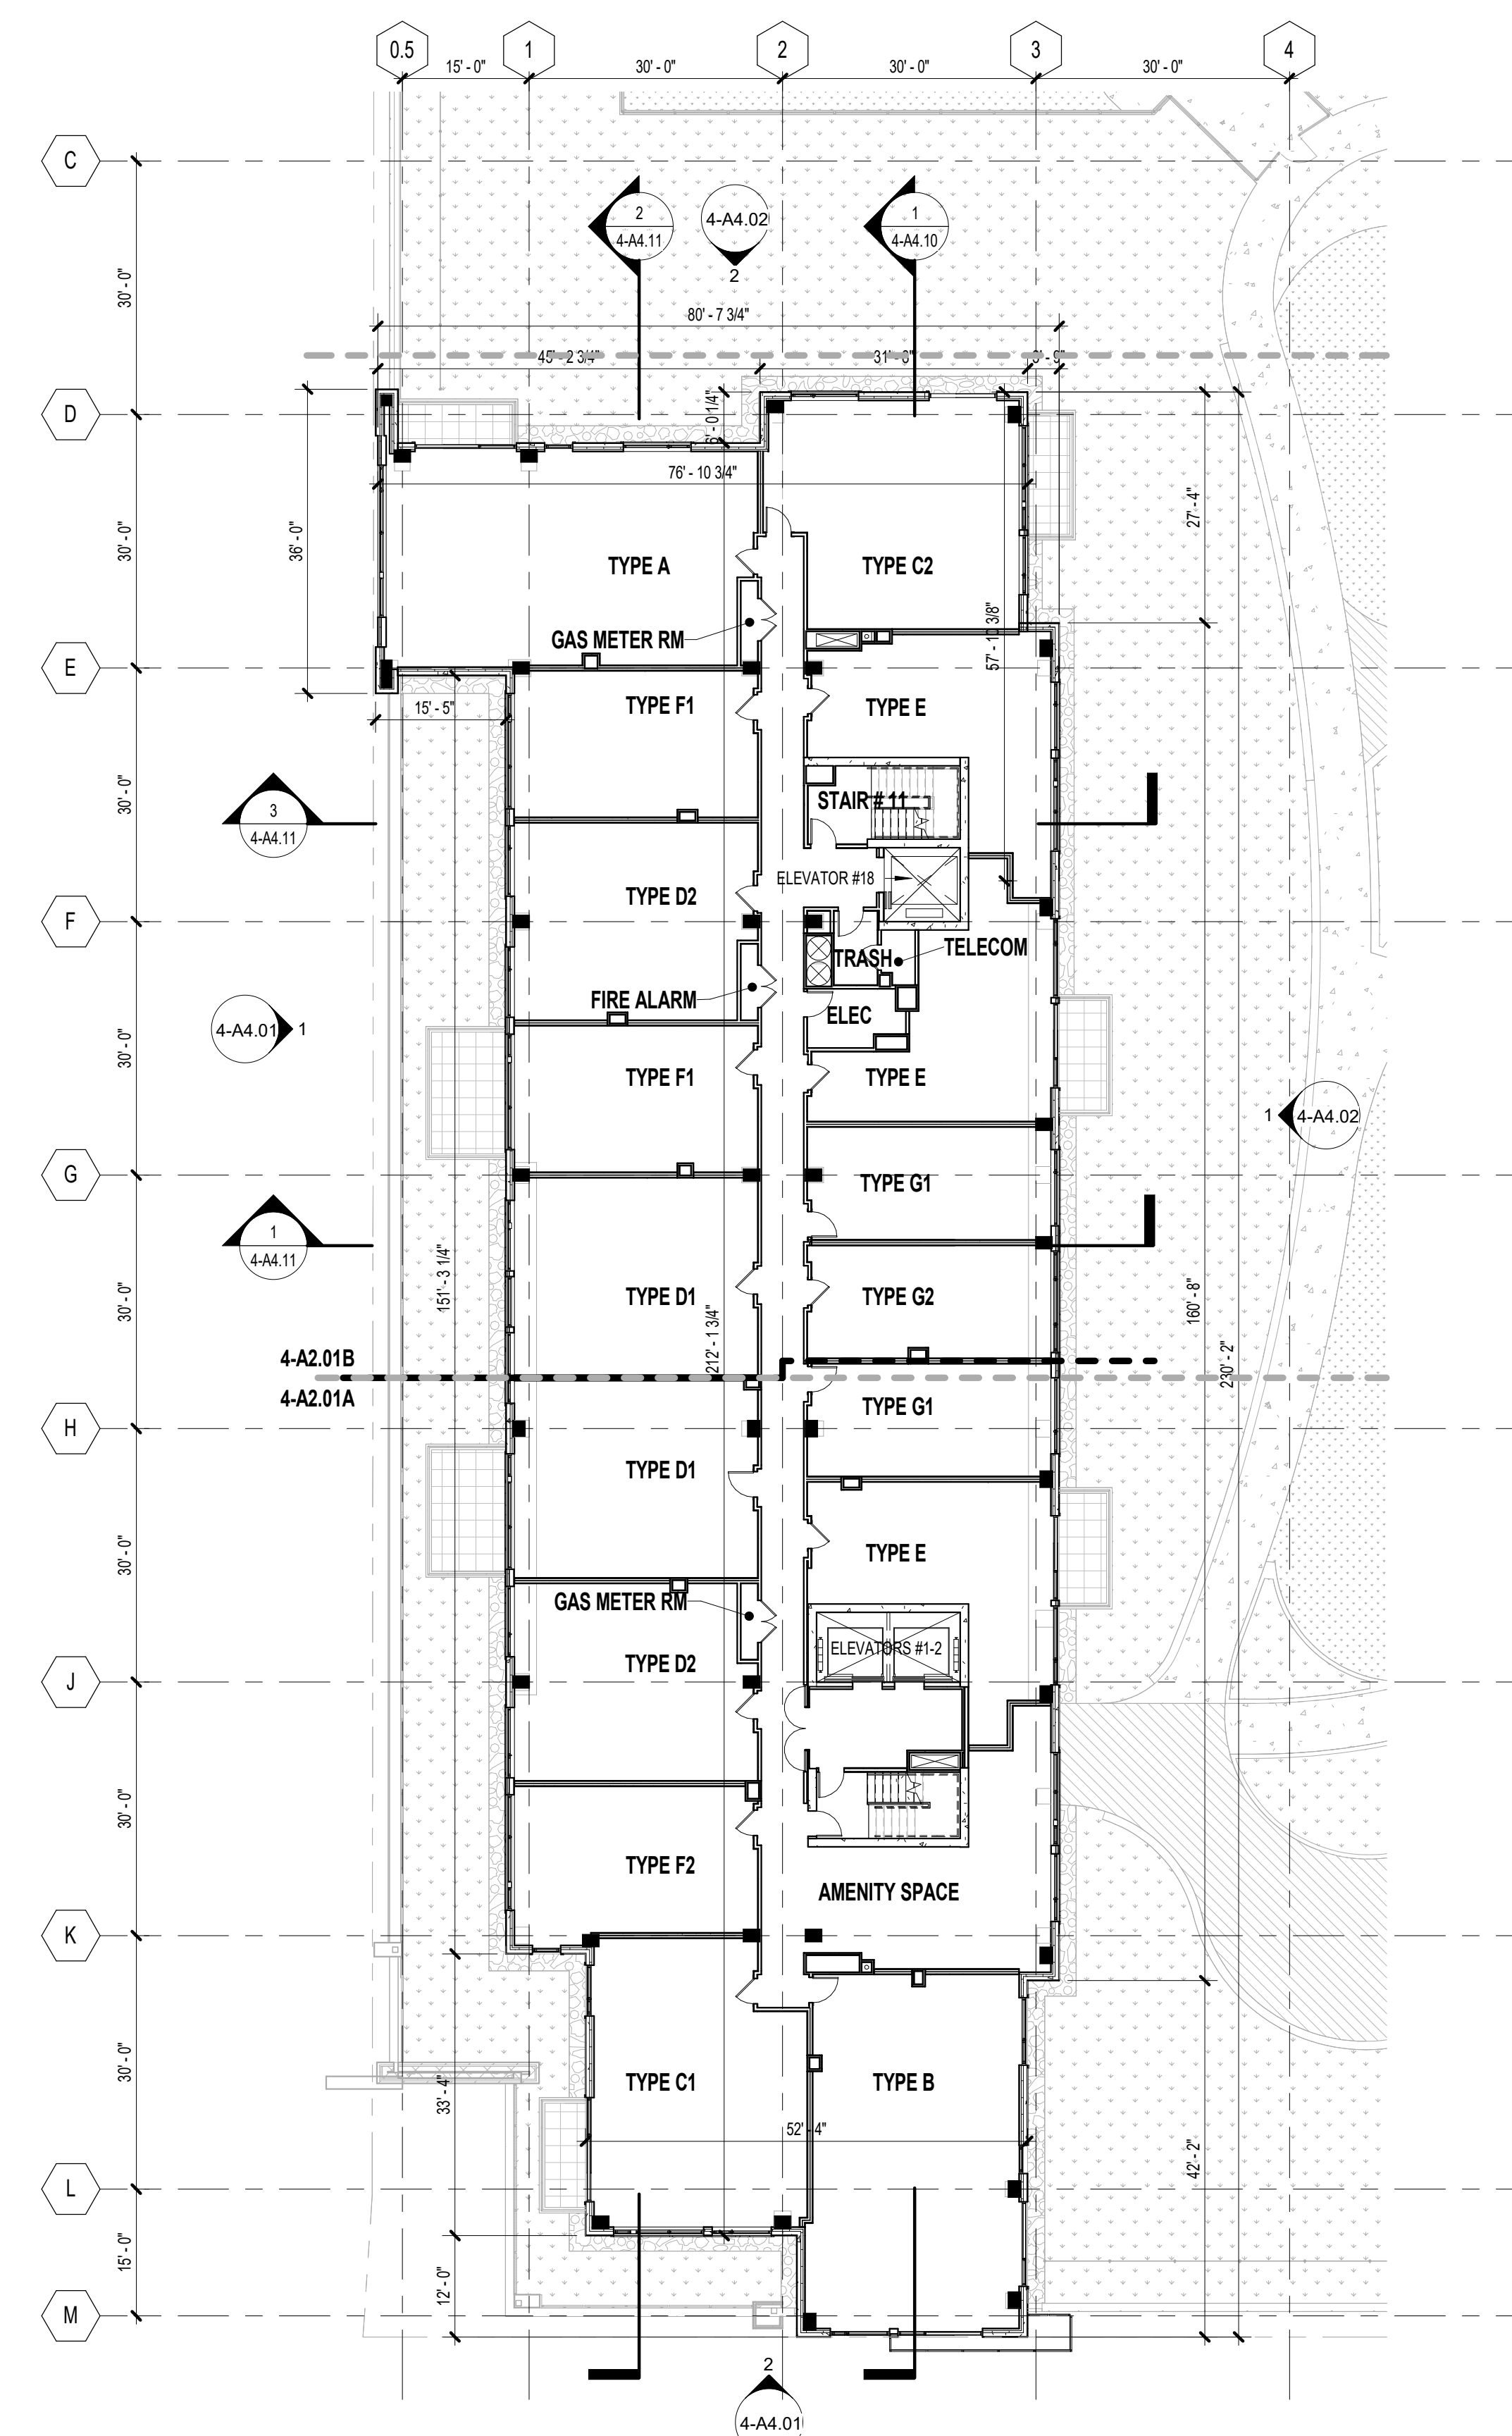 0.5
1
2
3
4
15' - 0"
30' - 0"
30' - 0"
30' - 0"
C
2
4-A4.11
4-A4.02
2
1
4-A4.10
30' - 0"
80' - 7 3/4"
45' - 2 3/4"
31' - 8"
3' - 9"
D
6' - 0 1/4"
76' - 10 3/4"
27' - 4"
36' - 0"
30' - 0"
TYPE A
TYPE C2
GAS METER RM
57' - 10 3/8"
E
TYPE F1
TYPE E
15' - 5"
30' - 0"
3
4-A4.11
STAIR # 11
ELEVATOR #18
TYPE D2
F
TRASH
TELECOM
FIRE ALARM
ELEC
4-A4.01
1
30' - 0"
TYPE F1
TYPE E
1
4-A4.02
G
TYPE G1
1
4-A4.11
151' - 3 1/4"
30' - 0"
TYPE D1
TYPE G2
160' - 8"
212' - 1 3/4"
230' - 2"
4-A2.01B
4-A2.01A
TYPE G1
H
TYPE D1
30' - 0"
TYPE E
GAS METER RM
ELEVATORS #1-2
TYPE D2
J
30' - 0"
TYPE F2
AMENITY SPACE
K
30' - 0"
TYPE C1
TYPE B
33' - 4"
52' - 4"
42' - 2"
L
15' - 0"
12' - 0"
M
2
4-A4.01